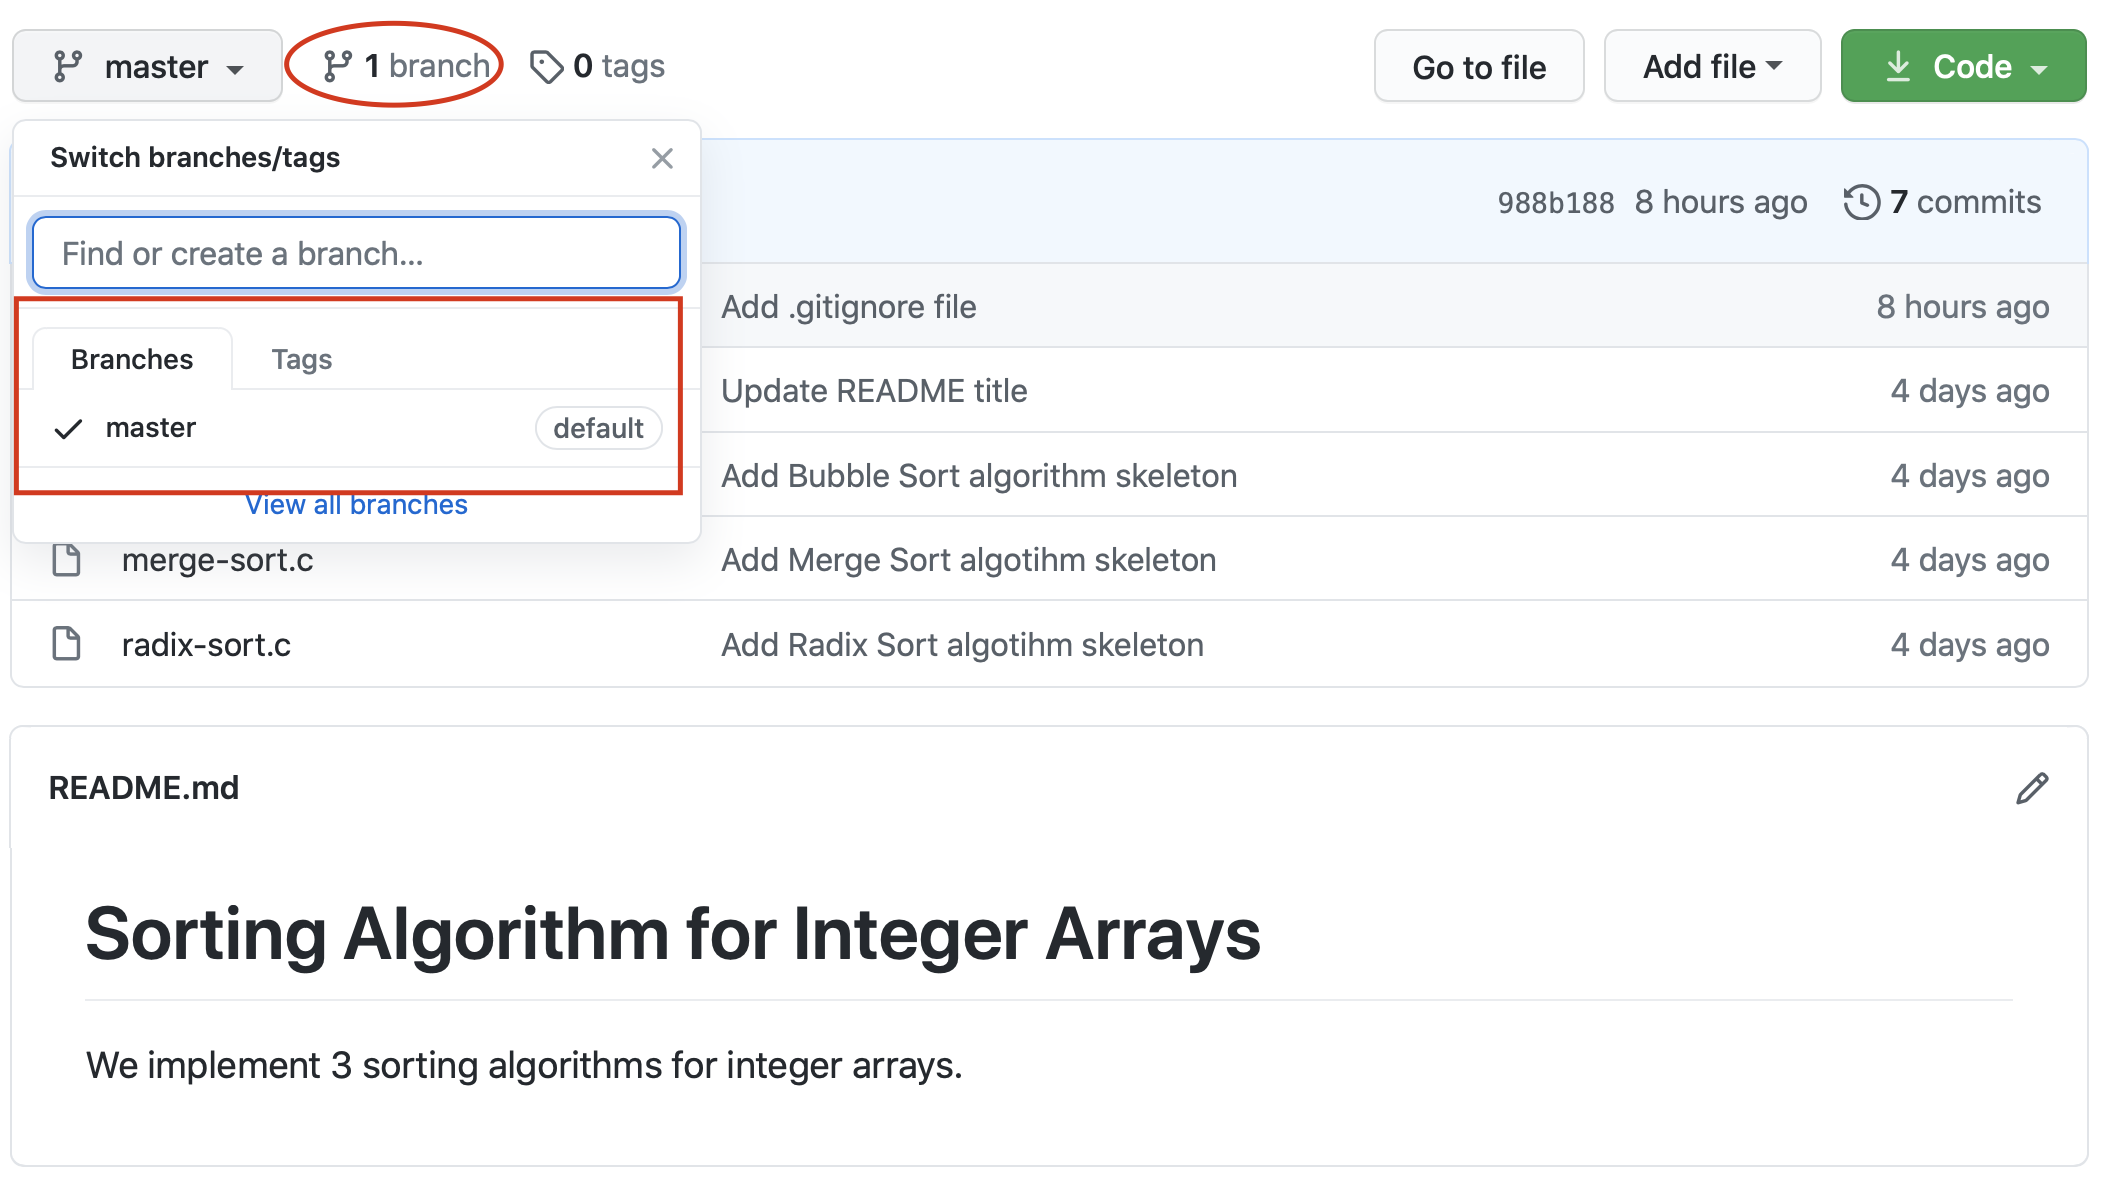 master 1 branch 0 tags Go to file Add file Code
Switch branches/tags
988b188 8 hours ago 7 commits
Find or create a branch...
Add .gitignore file 8 hours ago
Branches Tags
Update README title 4 days ago
master default
Add Bubble Sort algorithm skeleton 4 days ago
View all branches
merge-sort.c Add Merge Sort algotihm skeleton 4 days ago
radix-sort.c Add Radix Sort algotihm skeleton 4 days ago
README.md
Sorting Algorithm for Integer Arrays
We implement 3 sorting algorithms for integer arrays.